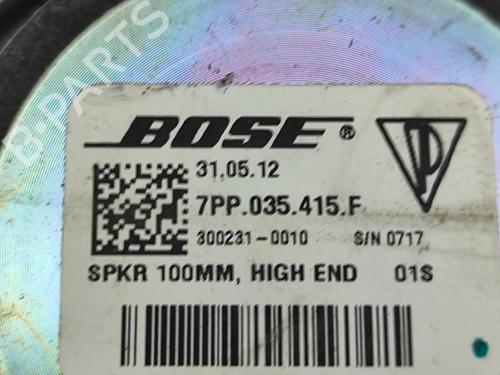 BOSE®
31.05.12
7PP.035.415.F
300231-0010 S/N 0717
SPKR 100MM, HIGH END 01S
B-PARTS